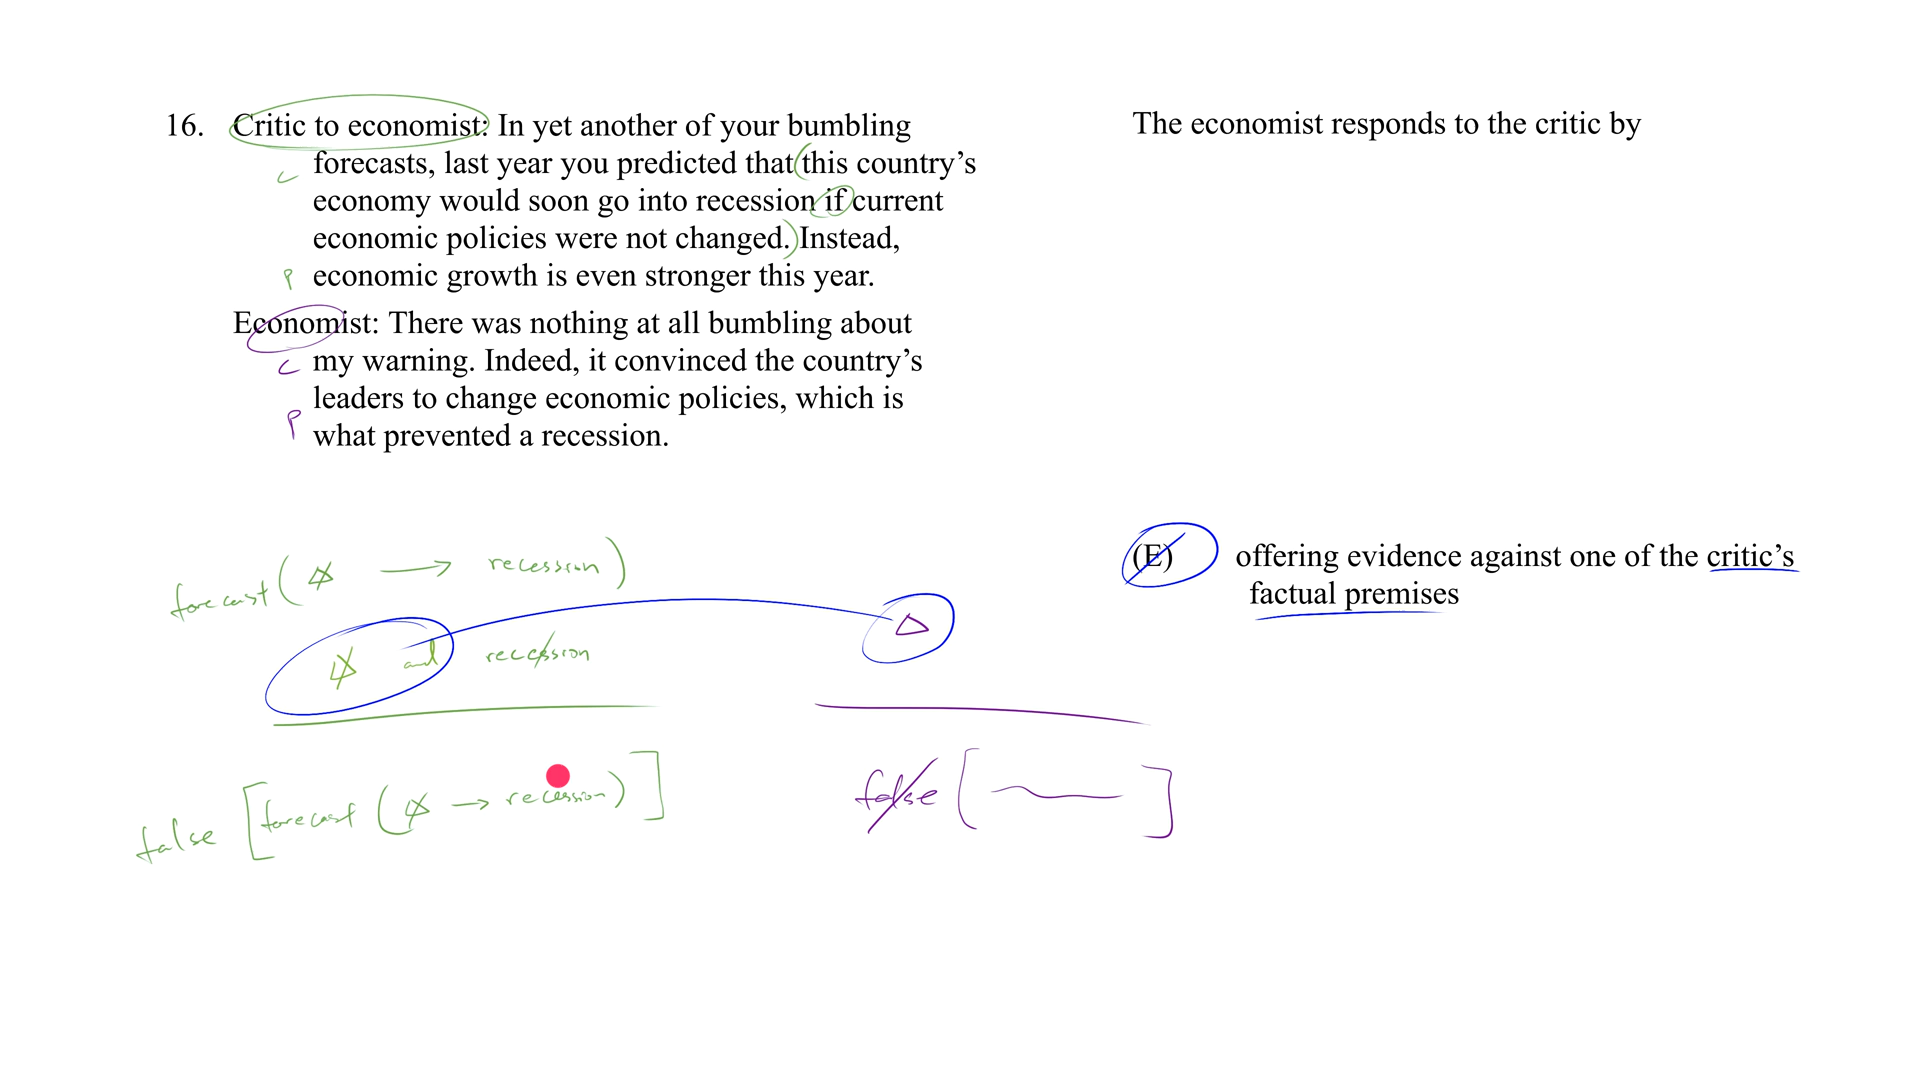 16. Critic to economist: In yet another of your bumbling
forecasts, last year you predicted that (this country’s
economy would soon go into recession if current
economic policies were not changed.) Instead,
economic growth is even stronger this year.
Economist: There was nothing at all bumbling about
my warning. Indeed, it convinced the country’s
leaders to change economic policies, which is
what prevented a recession.
The economist responds to the critic by
(E) offering evidence against one of the critic’s
factual premises
C
P
C
P
forecast (Δ → recession)
Δ and recession
false [forecast (Δ → recession)]
Δ
false [ ]